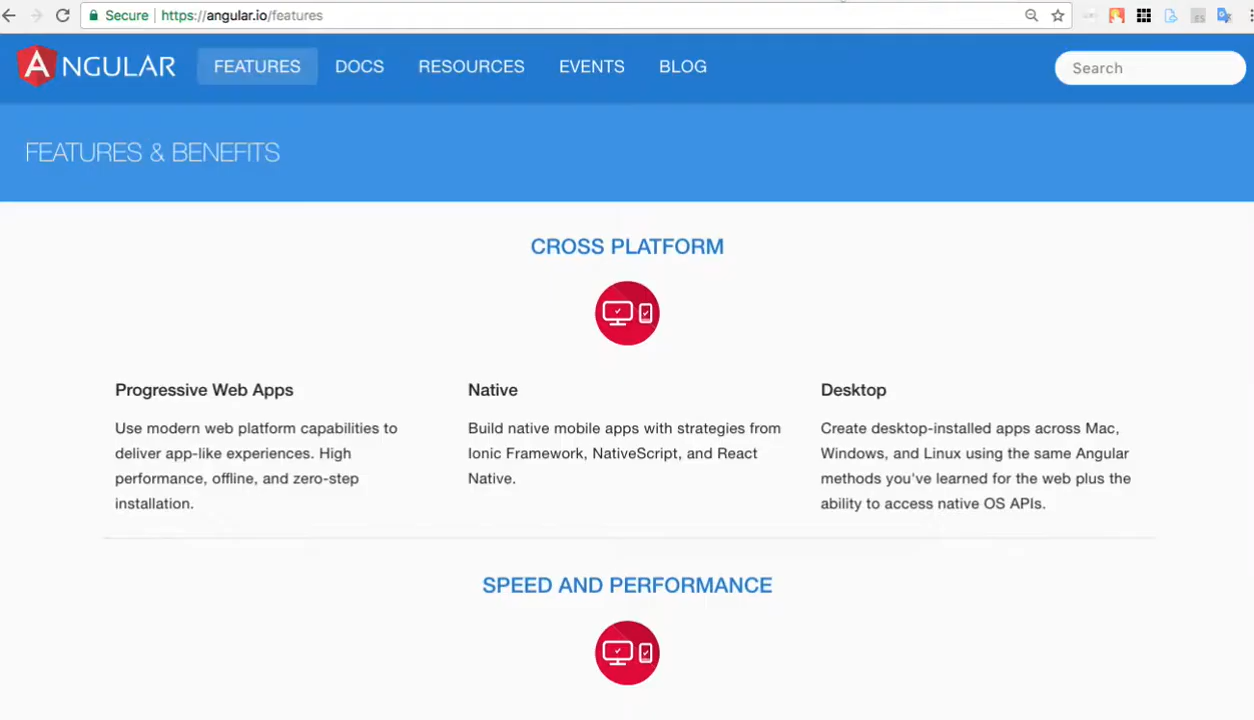 Secure https://angular.io/features
ANGULAR FEATURES DOCS RESOURCES EVENTS BLOG Search
FEATURES & BENEFITS
CROSS PLATFORM
Progressive Web Apps
Use modern web platform capabilities to
deliver app-like experiences. High
performance, offline, and zero-step
installation.
Native
Build native mobile apps with strategies from
Ionic Framework, NativeScript, and React
Native.
Desktop
Create desktop-installed apps across Mac,
Windows, and Linux using the same Angular
methods you've learned for the web plus the
ability to access native OS APIs.
SPEED AND PERFORMANCE